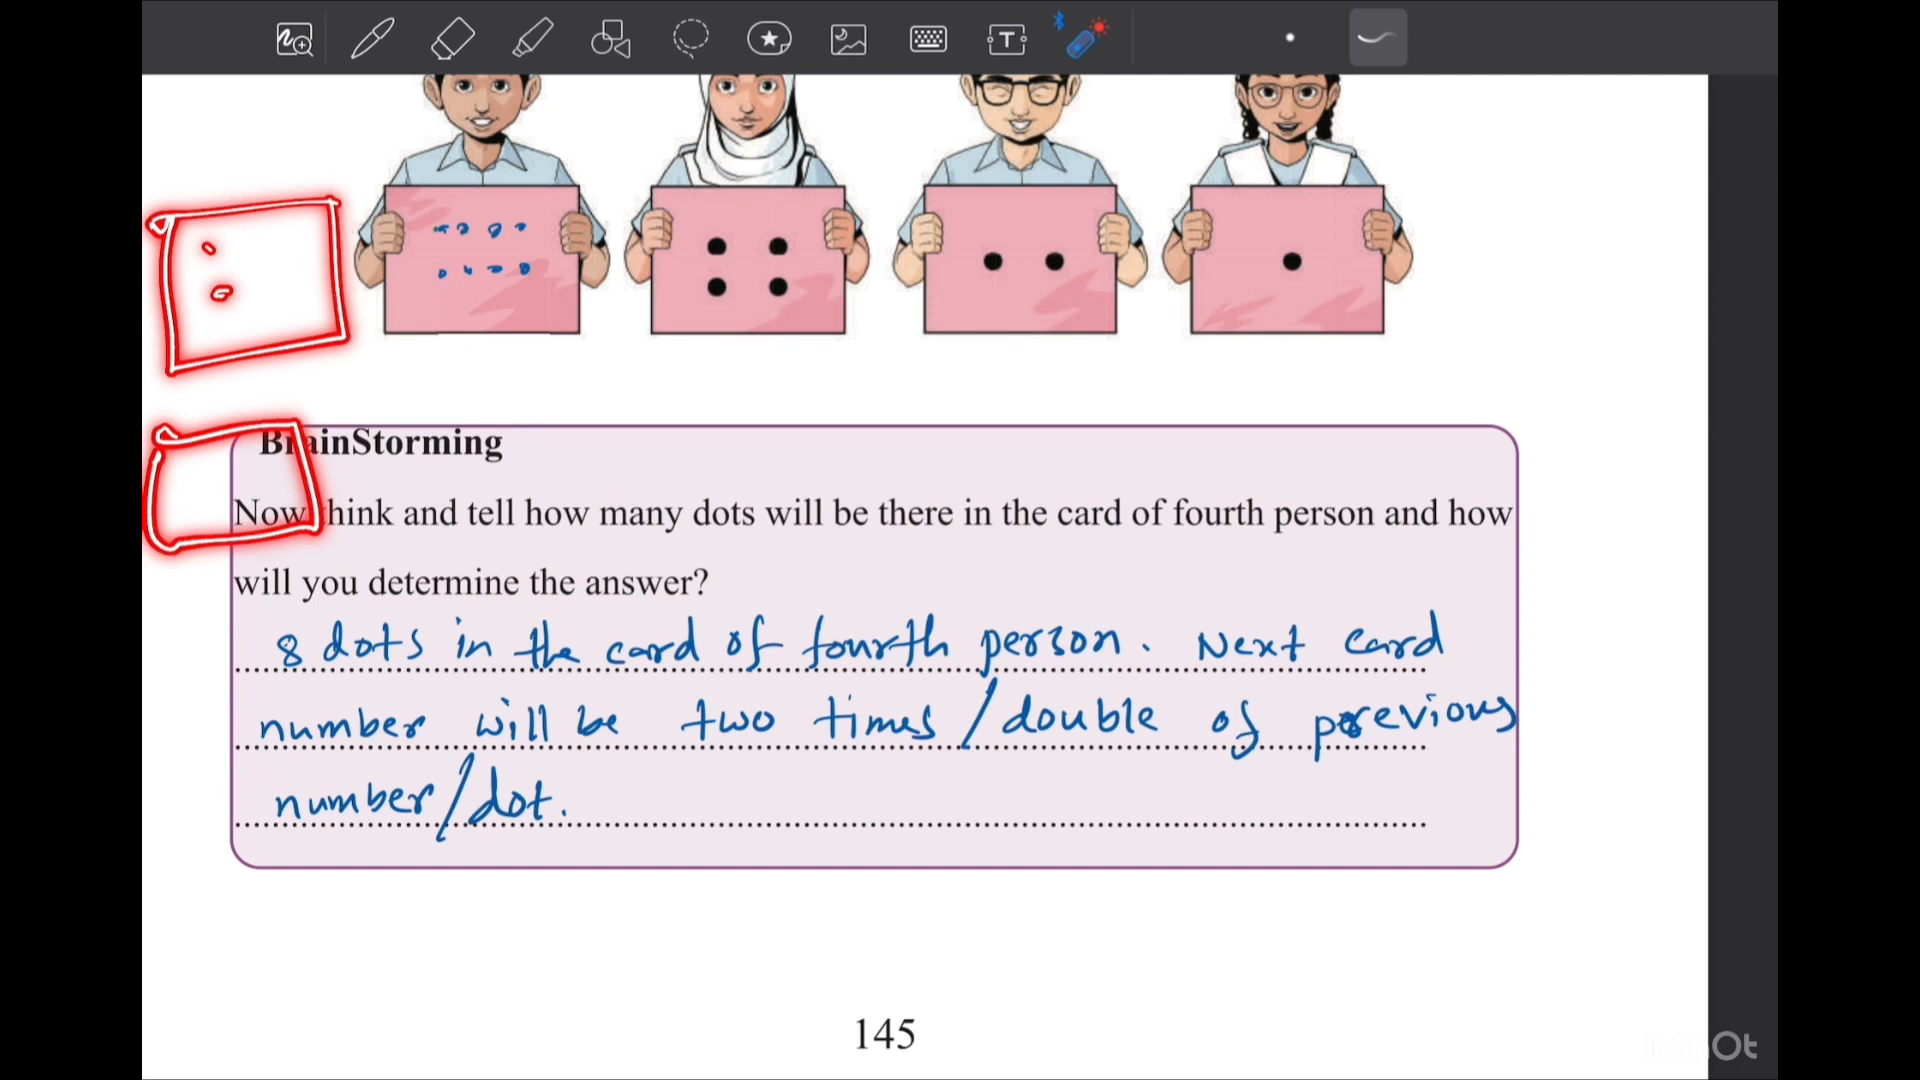 BrainStorming
Now think and tell how many dots will be there in the card of fourth person and how
will you determine the answer?
8 dots in the card of fourth person. Next card
number will be two times/double of previous
number/dot.
145